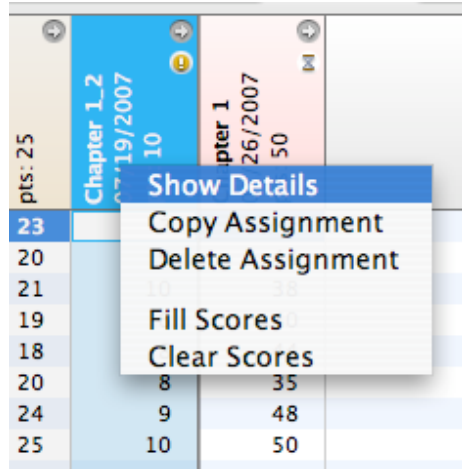 pts: 25
Chapter 1_2
07/19/2007
10
pter 1
26/2007
50
Show Details
Copy Assignment
Delete Assignment
Fill Scores
Clear Scores
23
20
21 10 38
19
18
20 8 35
24 9 48
25 10 50